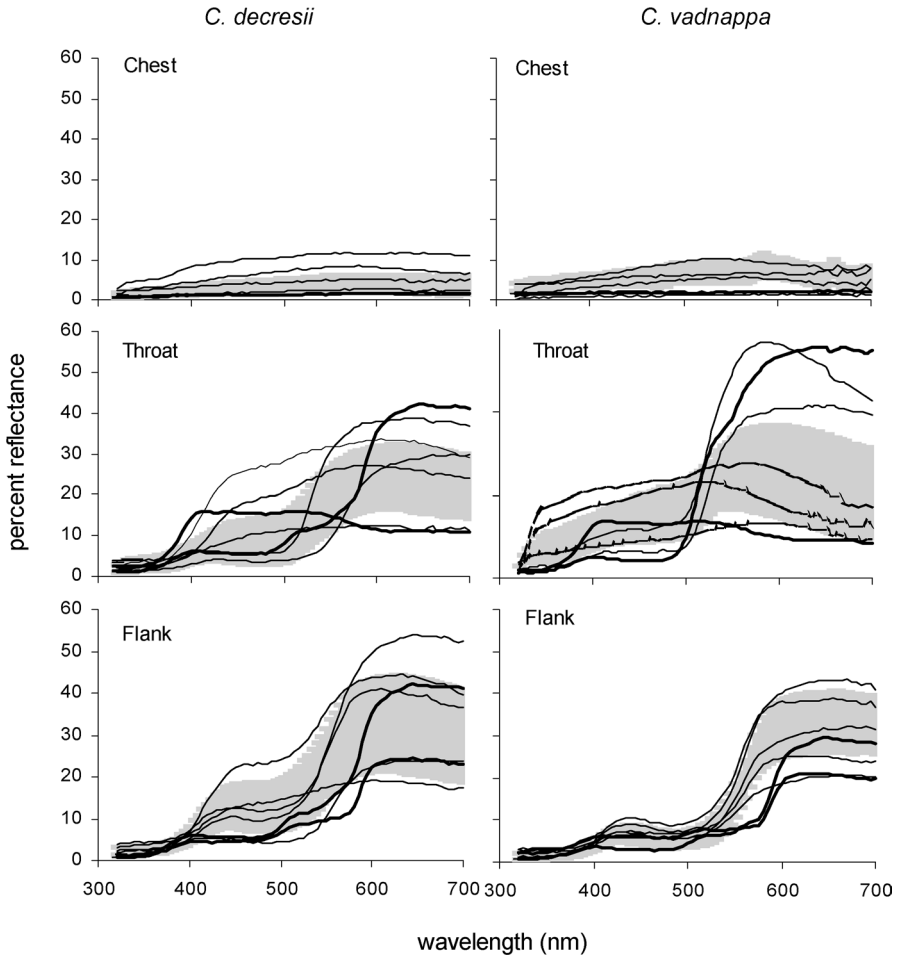 C. decresii
C. vadnappa
60
50
40
30
20
10
0
Chest
Chest
60
50
40
30
20
10
0
Throat
Throat
percent reflectance
60
50
40
30
20
10
0
Flank
Flank
300 400 500 600 700
300 400 500 600 700
wavelength (nm)